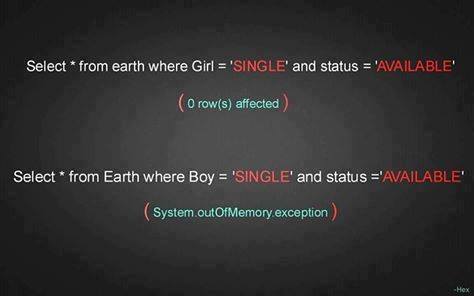 Select * from earth where Girl = 'SINGLE' and status = 'AVAILABLE'
( 0 row(s) affected )
Select * from Earth where Boy = 'SINGLE' and status ='AVAILABLE'
( System.outOfMemory.exception )
-Hex